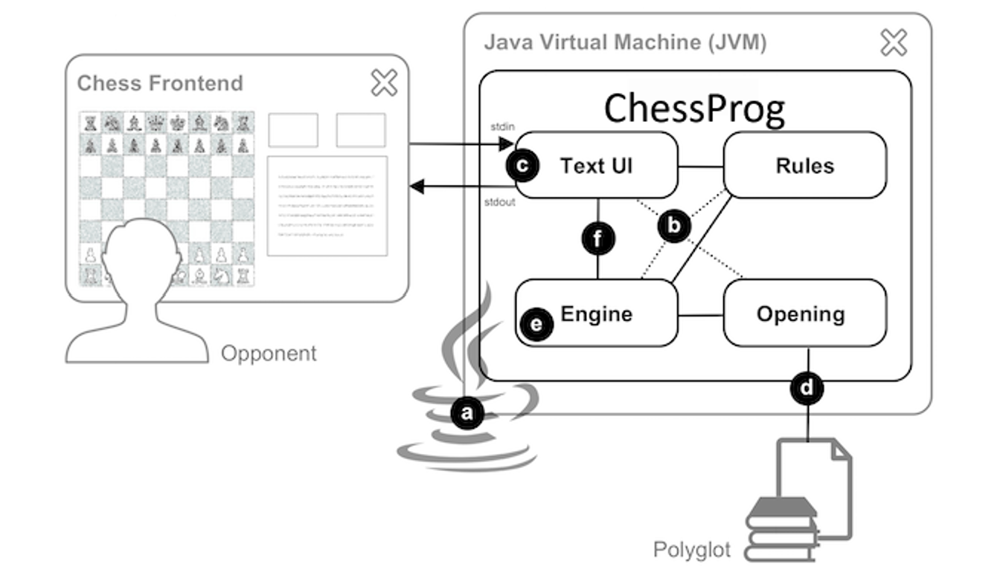 Java Virtual Machine (JVM)
Chess Frontend
ChessProg
stdin
c
Text UI
Rules
stdout
b
f
Engine
e
Opening
Opponent
d
a
Polyglot